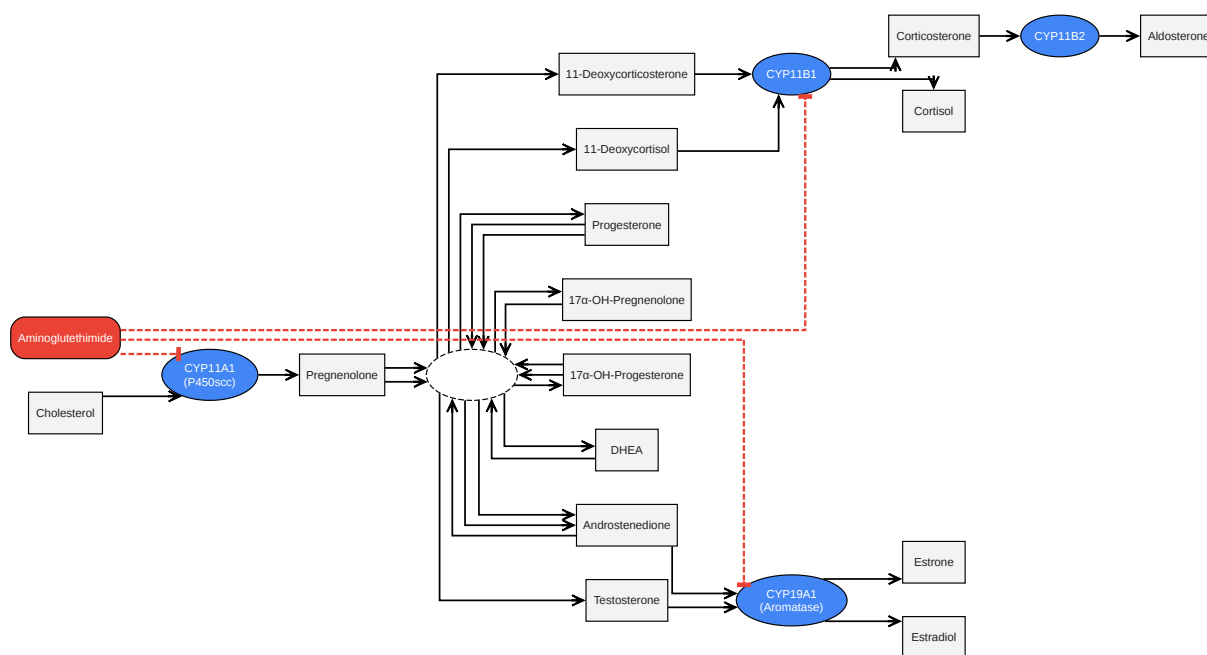 Corticosterone
CYP11B2
Aldosterone
11-Deoxycorticosterone
CYP11B1
Cortisol
11-Deoxycortisol
Progesterone
17α-OH-Pregnenolone
Aminoglutethimide
CYP11A1
(P450scc)
Pregnenolone
17α-OH-Progesterone
Cholesterol
DHEA
Androstenedione
Estrone
Testosterone
CYP19A1
(Aromatase)
Estradiol